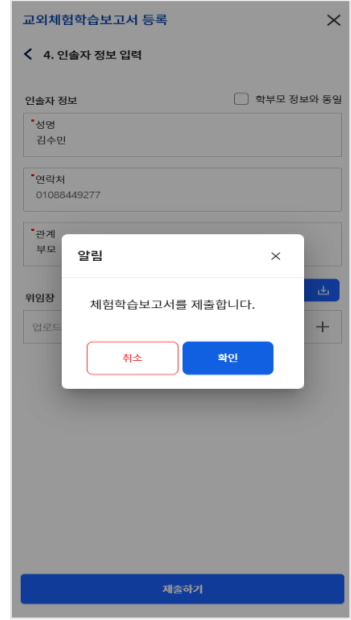 교외체험학습보고서 등록
4. 인솔자 정보 입력
인솔자 정보
학부모 정보와 동일
*성명
김수민
*연락처
01088449277
*관계
부모
알림
체험학습보고서를 제출합니다.
취소
확인
위임장
업로드
제출하기